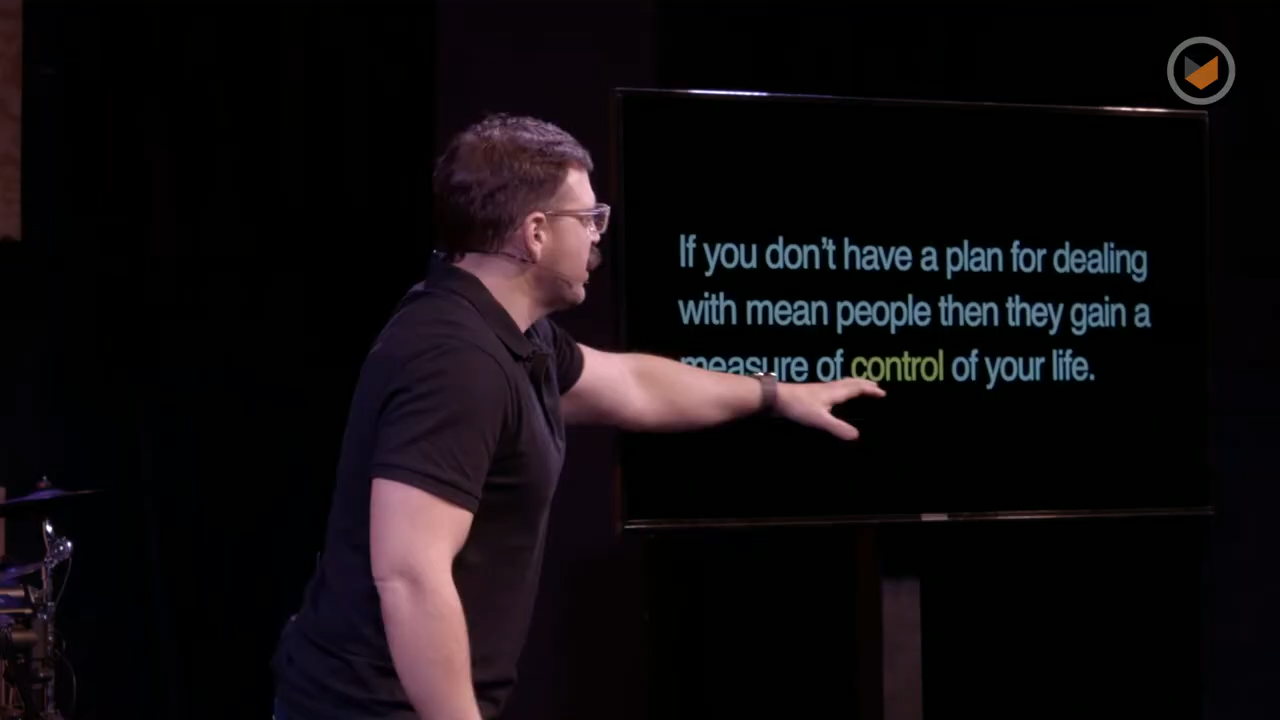 If you don't have a plan for dealing
with mean people then they gain a
measure of control of your life.